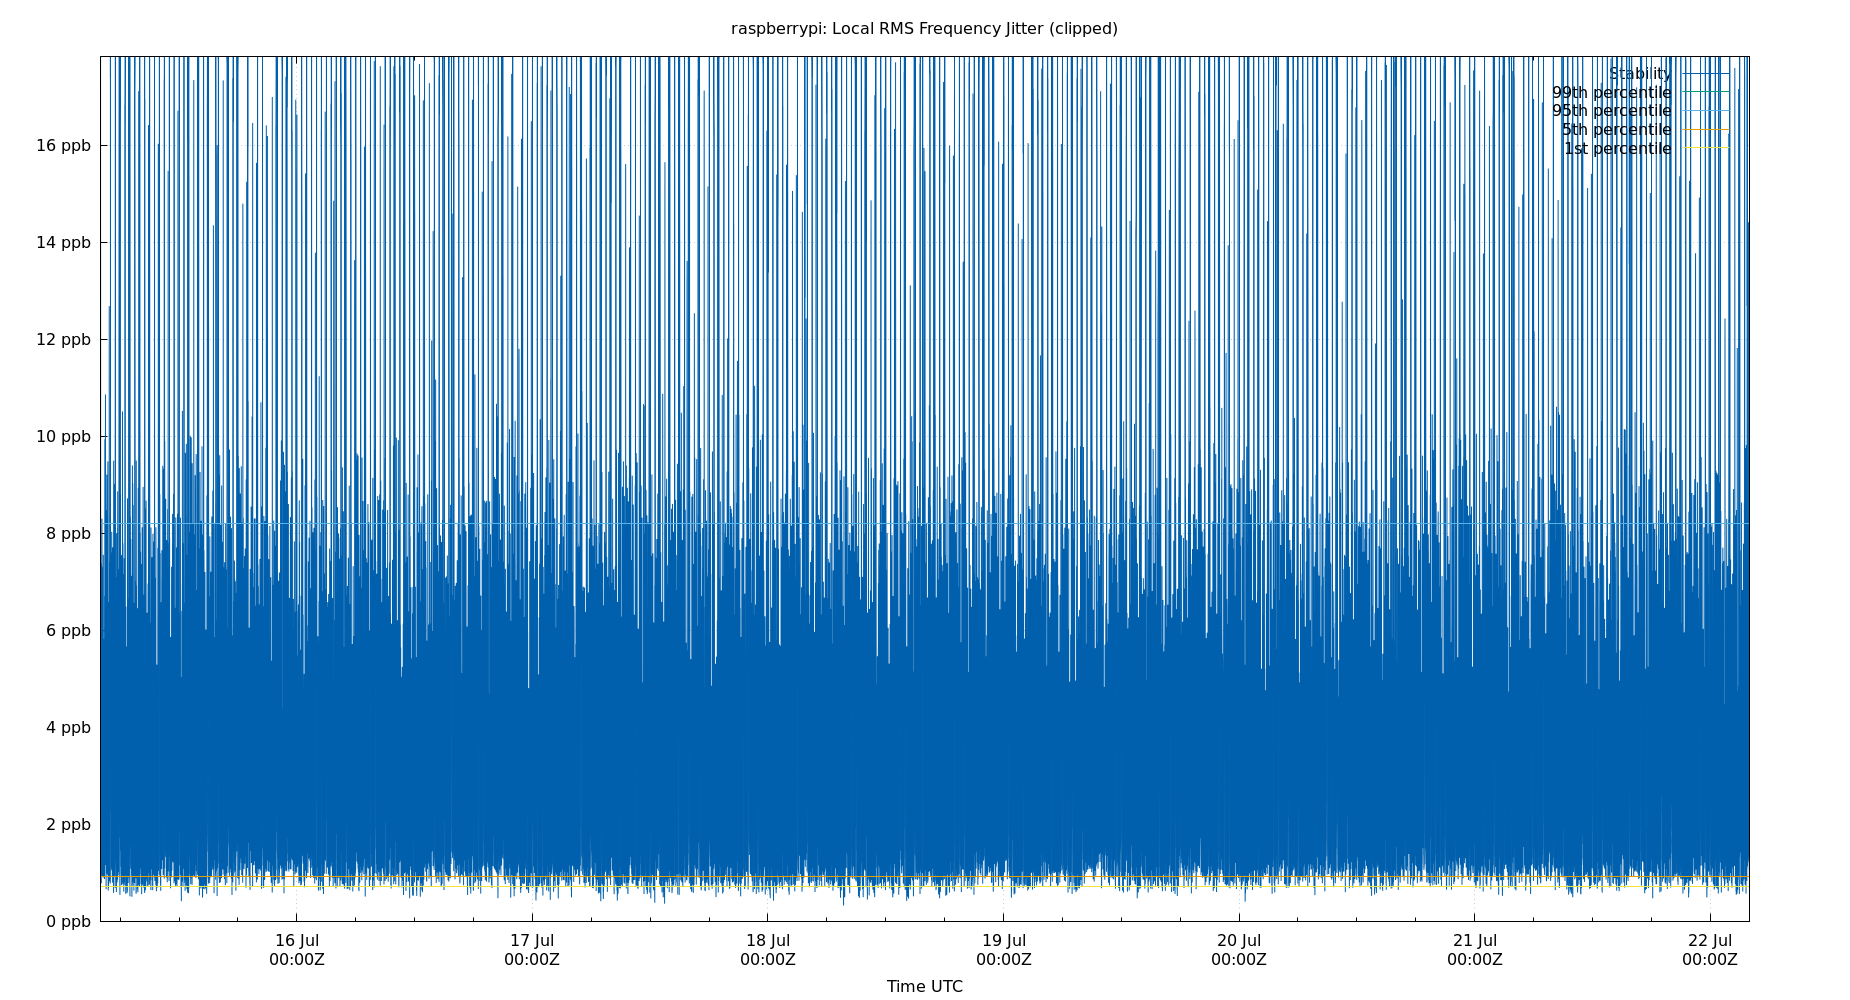 raspberrypi: Local RMS Frequency Jitter (clipped)
Stability
99th percentile
95th percentile
5th percentile
1st percentile
16 ppb
14 ppb
12 ppb
10 ppb
8 ppb
6 ppb
4 ppb
2 ppb
0 ppb
16 Jul 17 Jul 18 Jul 19 Jul 20 Jul 21 Jul 22 Jul
00:00Z 00:00Z 00:00Z 00:00Z 00:00Z 00:00Z 00:00Z
Time UTC